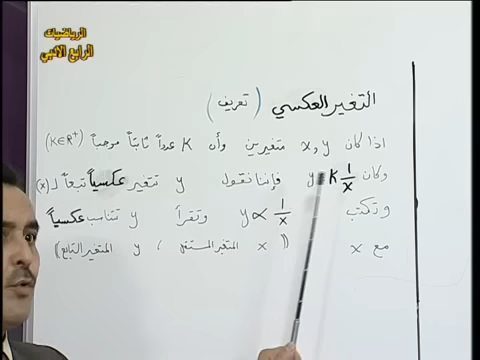 الرياضيات
الرابع الادبي
التغير العكسي (تعريف)
اذا كان x,y متغيرين وأن K عدداً ثابتاً موجباً (K∈R⁺)
وكان y K 1/x فإننا نقول y تتغير عكسياً تبعاً لـ (x)
وتكتب y ∝ 1/x وتقرأ y تتناسب عكسياً
مع x (( x المتغير المستقل ، y المتغير التابع ))